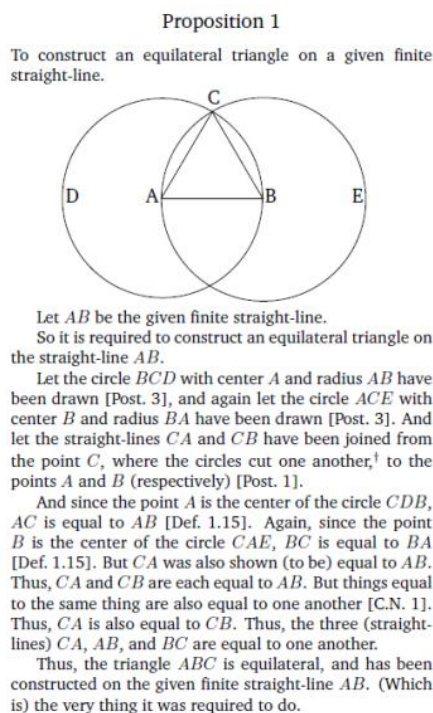 Proposition 1
To construct an equilateral triangle on a given finite
straight-line.
C
D
A
B
E
Let AB be the given finite straight-line.
So it is required to construct an equilateral triangle on
the straight-line AB.
Let the circle BCD with center A and radius AB have
been drawn [Post. 3], and again let the circle ACE with
center B and radius BA have been drawn [Post. 3]. And
let the straight-lines CA and CB have been joined from
the point C, where the circles cut one another,† to the
points A and B (respectively) [Post. 1].
And since the point A is the center of the circle CDB,
AC is equal to AB [Def. 1.15]. Again, since the point
B is the center of the circle CAE, BC is equal to BA
[Def. 1.15]. But CA was also shown (to be) equal to AB.
Thus, CA and CB are each equal to AB. But things equal
to the same thing are also equal to one another [C.N. 1].
Thus, CA is also equal to CB. Thus, the three (straight-
lines) CA, AB, and BC are equal to one another.
Thus, the triangle ABC is equilateral, and has been
constructed on the given finite straight-line AB. (Which
is) the very thing it was required to do.